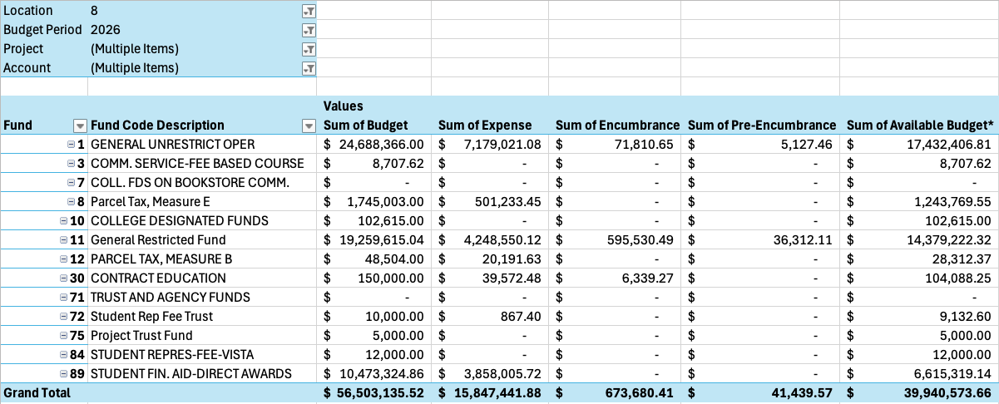 Location 8
Budget Period 2026
Project (Multiple Items)
Account (Multiple Items)
Values
Fund Fund Code Description Sum of Budget Sum of Expense Sum of Encumbrance Sum of Pre-Encumbrance Sum of Available Budget*
1 GENERAL UNRESTRICT OPER $ 24,688,366.00 $ 7,179,021.08 $ 71,810.65 $ 5,127.46 $ 17,432,406.81
3 COMM. SERVICE-FEE BASED COURSE $ 8,707.62 $ - $ - $ - $ 8,707.62
7 COLL. FDS ON BOOKSTORE COMM. $ - $ - $ - $ - $ -
8 Parcel Tax, Measure E $ 1,745,003.00 $ 501,233.45 $ - $ - $ 1,243,769.55
10 COLLEGE DESIGNATED FUNDS $ 102,615.00 $ - $ - $ - $ 102,615.00
11 General Restricted Fund $ 19,259,615.04 $ 4,248,550.12 $ 595,530.49 $ 36,312.11 $ 14,379,222.32
12 PARCEL TAX, MEASURE B $ 48,504.00 $ 20,191.63 $ - $ - $ 28,312.37
30 CONTRACT EDUCATION $ 150,000.00 $ 39,572.48 $ 6,339.27 $ - $ 104,088.25
71 TRUST AND AGENCY FUNDS $ - $ - $ - $ - $ -
72 Student Rep Fee Trust $ 10,000.00 $ 867.40 $ - $ - $ 9,132.60
75 Project Trust Fund $ 5,000.00 $ - $ - $ - $ 5,000.00
84 STUDENT REPRES-FEE-VISTA $ 12,000.00 $ - $ - $ - $ 12,000.00
89 STUDENT FIN. AID-DIRECT AWARDS $ 10,473,324.86 $ 3,858,005.72 $ - $ - $ 6,615,319.14
Grand Total $ 56,503,135.52 $ 15,847,441.88 $ 673,680.41 $ 41,439.57 $ 39,940,573.66